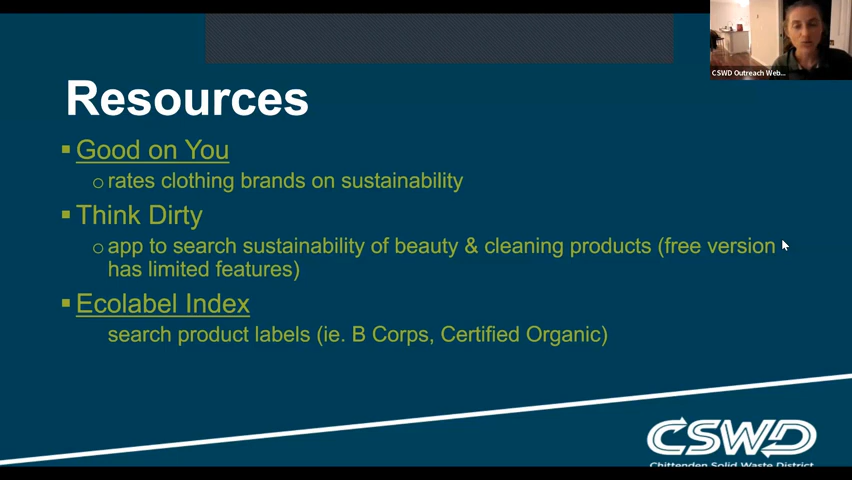 CSWD Outreach Web...
Resources
Good on You
rates clothing brands on sustainability
Think Dirty
app to search sustainability of beauty & cleaning products (free version
has limited features)
Ecolabel Index
search product labels (ie. B Corps, Certified Organic)
CSWD
Chittenden Solid Waste District